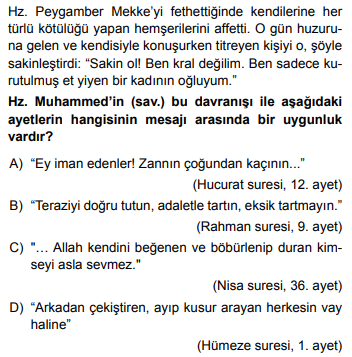 Hz. Peygamber Mekke'yi fethettiğinde kendilerine her
türlü kötülüğü yapan hemşerilerini affetti. O gün huzuru-
na gelen ve kendisiyle konuşurken titreyen kişiyi o, şöyle
sakinleştirdi: “Sakin ol! Ben kral değilim. Ben sadece ku-
rutulmuş et yiyen bir kadının oğluyum.”
Hz. Muhammed'in (sav.) bu davranışı ile aşağıdaki
ayetlerin hangisinin mesajı arasında bir uygunluk
vardır?
A) “Ey iman edenler! Zannın çoğundan kaçının...”
(Hucurat suresi, 12. ayet)
B) “Teraziyi doğru tutun, adaletle tartın, eksik tartmayın.”
(Rahman suresi, 9. ayet)
C) "... Allah kendini beğenen ve böbürlenip duran kim-
seyi asla sevmez."
(Nisa suresi, 36. ayet)
D) “Arkadan çekiştiren, ayıp kusur arayan herkesin vay
haline”
(Hümeze suresi, 1. ayet)